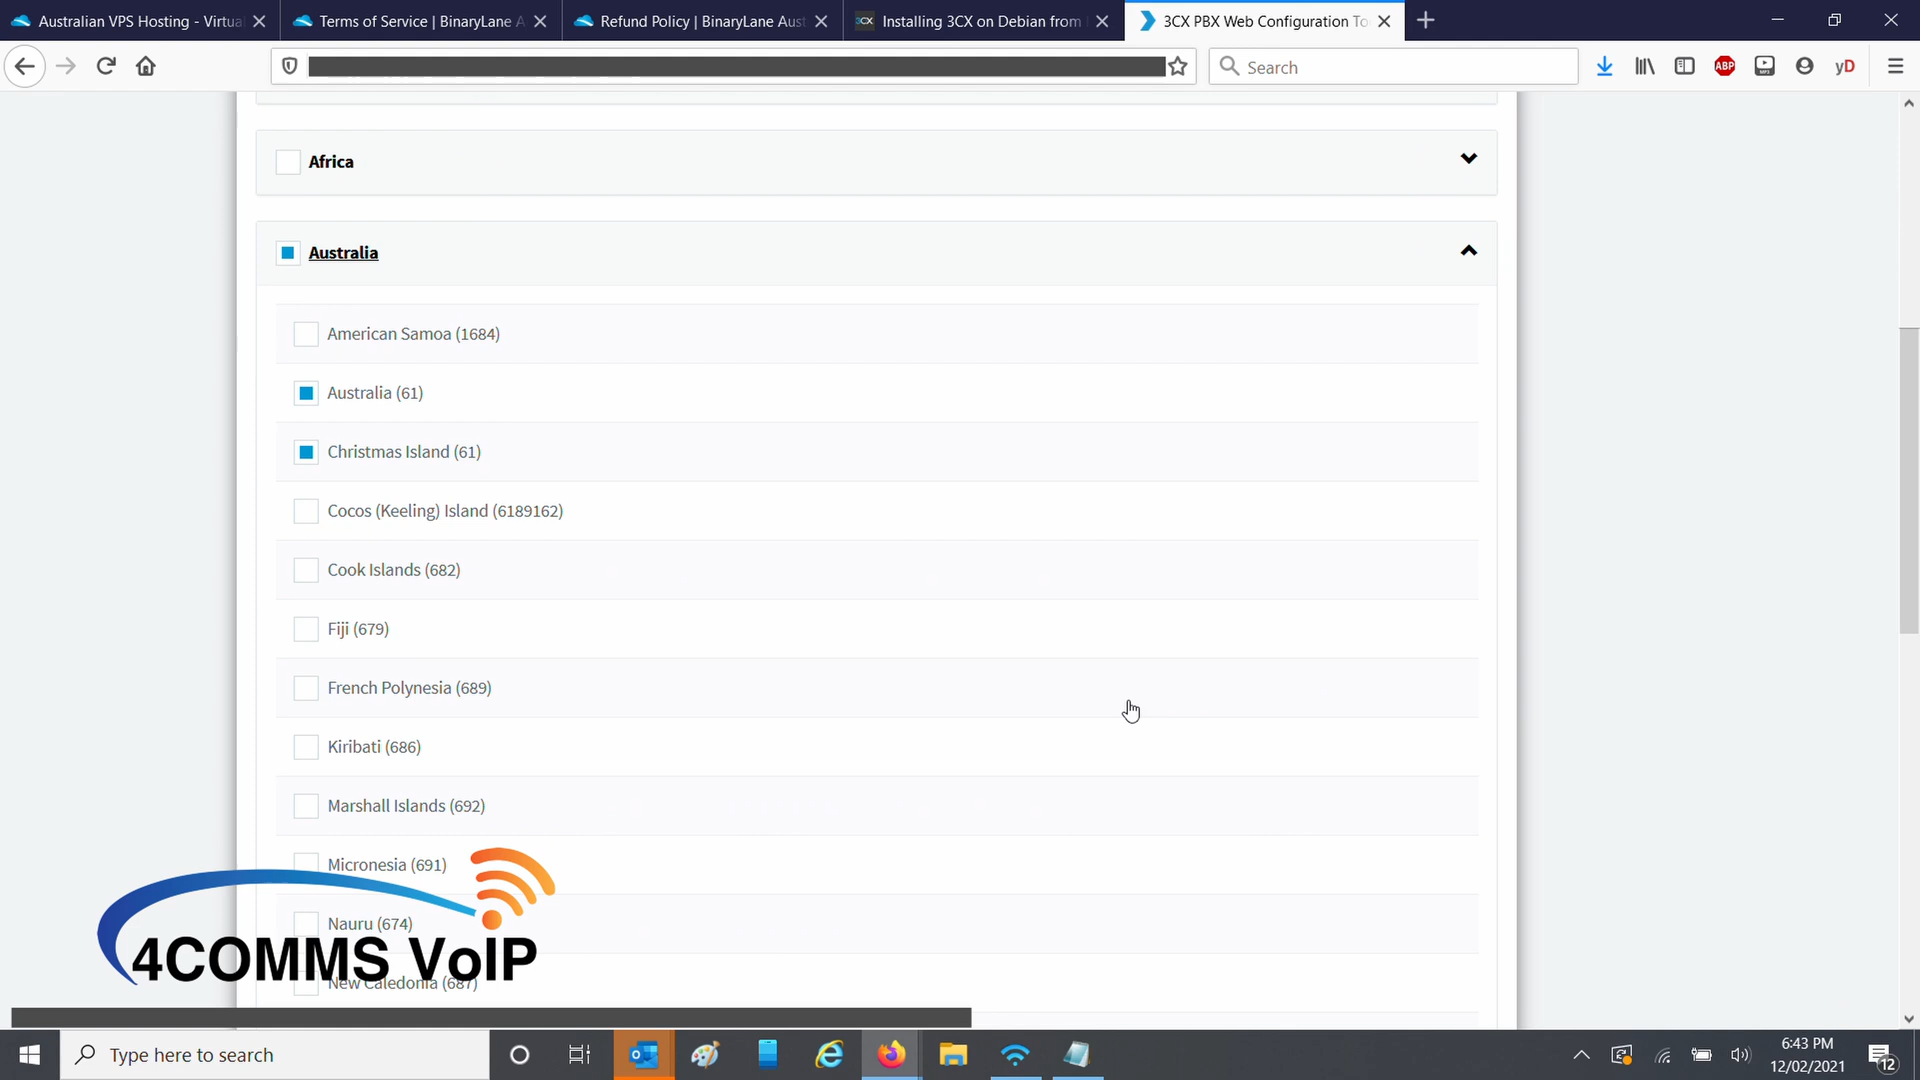 Australian VPS Hosting - Virtua
Terms of Service | BinaryLane A
Refund Policy | BinaryLane Aust
3CX Installing 3CX on Debian from
3CX PBX Web Configuration To
Search
ABP
yD
Africa
Australia
American Samoa (1684)
Australia (61)
Christmas Island (61)
Cocos (Keeling) Island (6189162)
Cook Islands (682)
Fiji (679)
French Polynesia (689)
Kiribati (686)
Marshall Islands (692)
Micronesia (691)
Nauru (674)
4COMMS VoIP
New Caledonia (687)
Type here to search
6:43 PM
12/02/2021
12